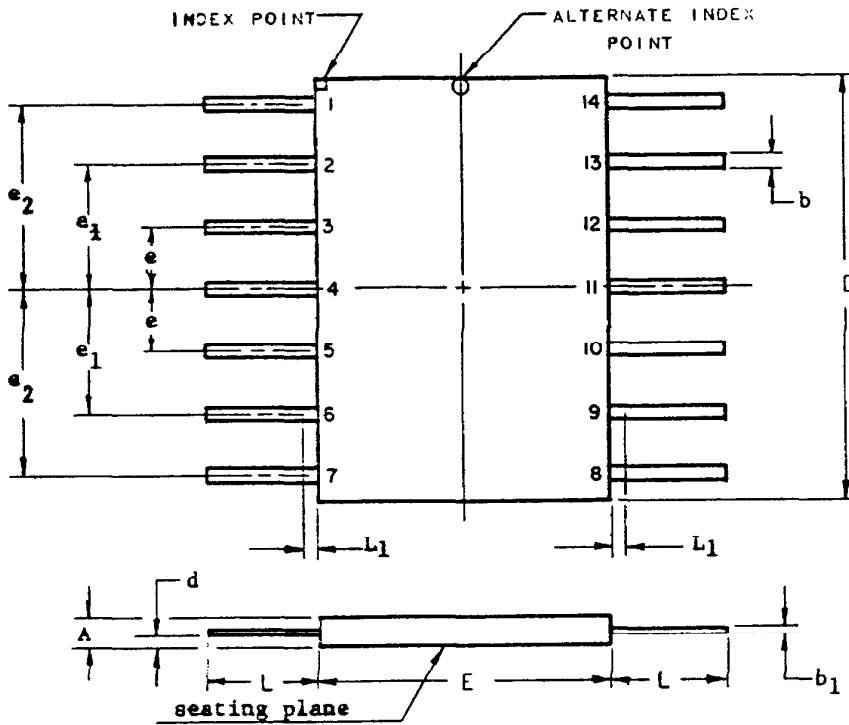 INDEX POINT
ALTERNATE INDEX
POINT
1
14
2
13
b
3
12
e2
e1
e
4
11
e
5
10
e1
e2
6
9
7
8
L1
L1
d
A
L
E
L
b1
seating plane